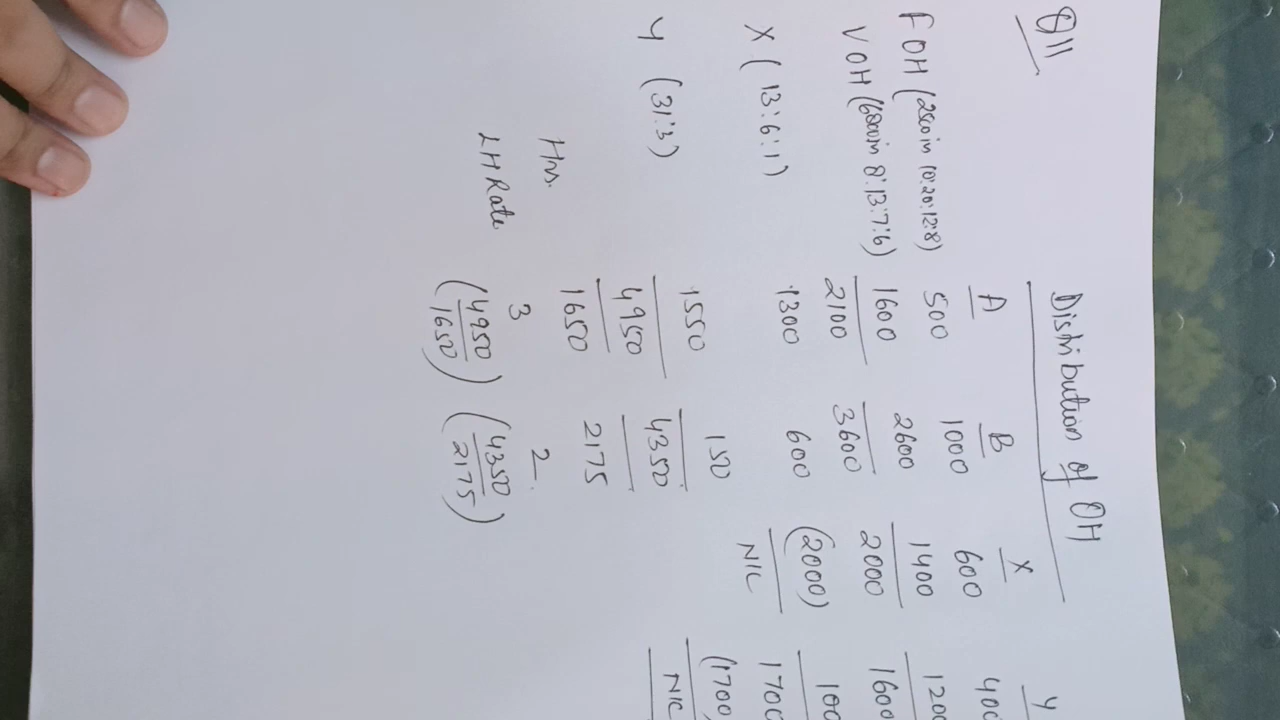 Q11
Distribution of OH
A B X Y
FOH (2500 in 10:20:12:8) 500 1000 600 400
VOH (6800 in 8:13:7:6) 1600 2600 1400 1200
2100 3600 2000 1600
X (13:6:1) 1300 600 (2000) 100
NIL 1700
Y (31:3) 1550 150 (1700
4950 4350 NIL
Hrs. 1650 2175
LH Rate 3 2
(4950/1650) (4350/2175)